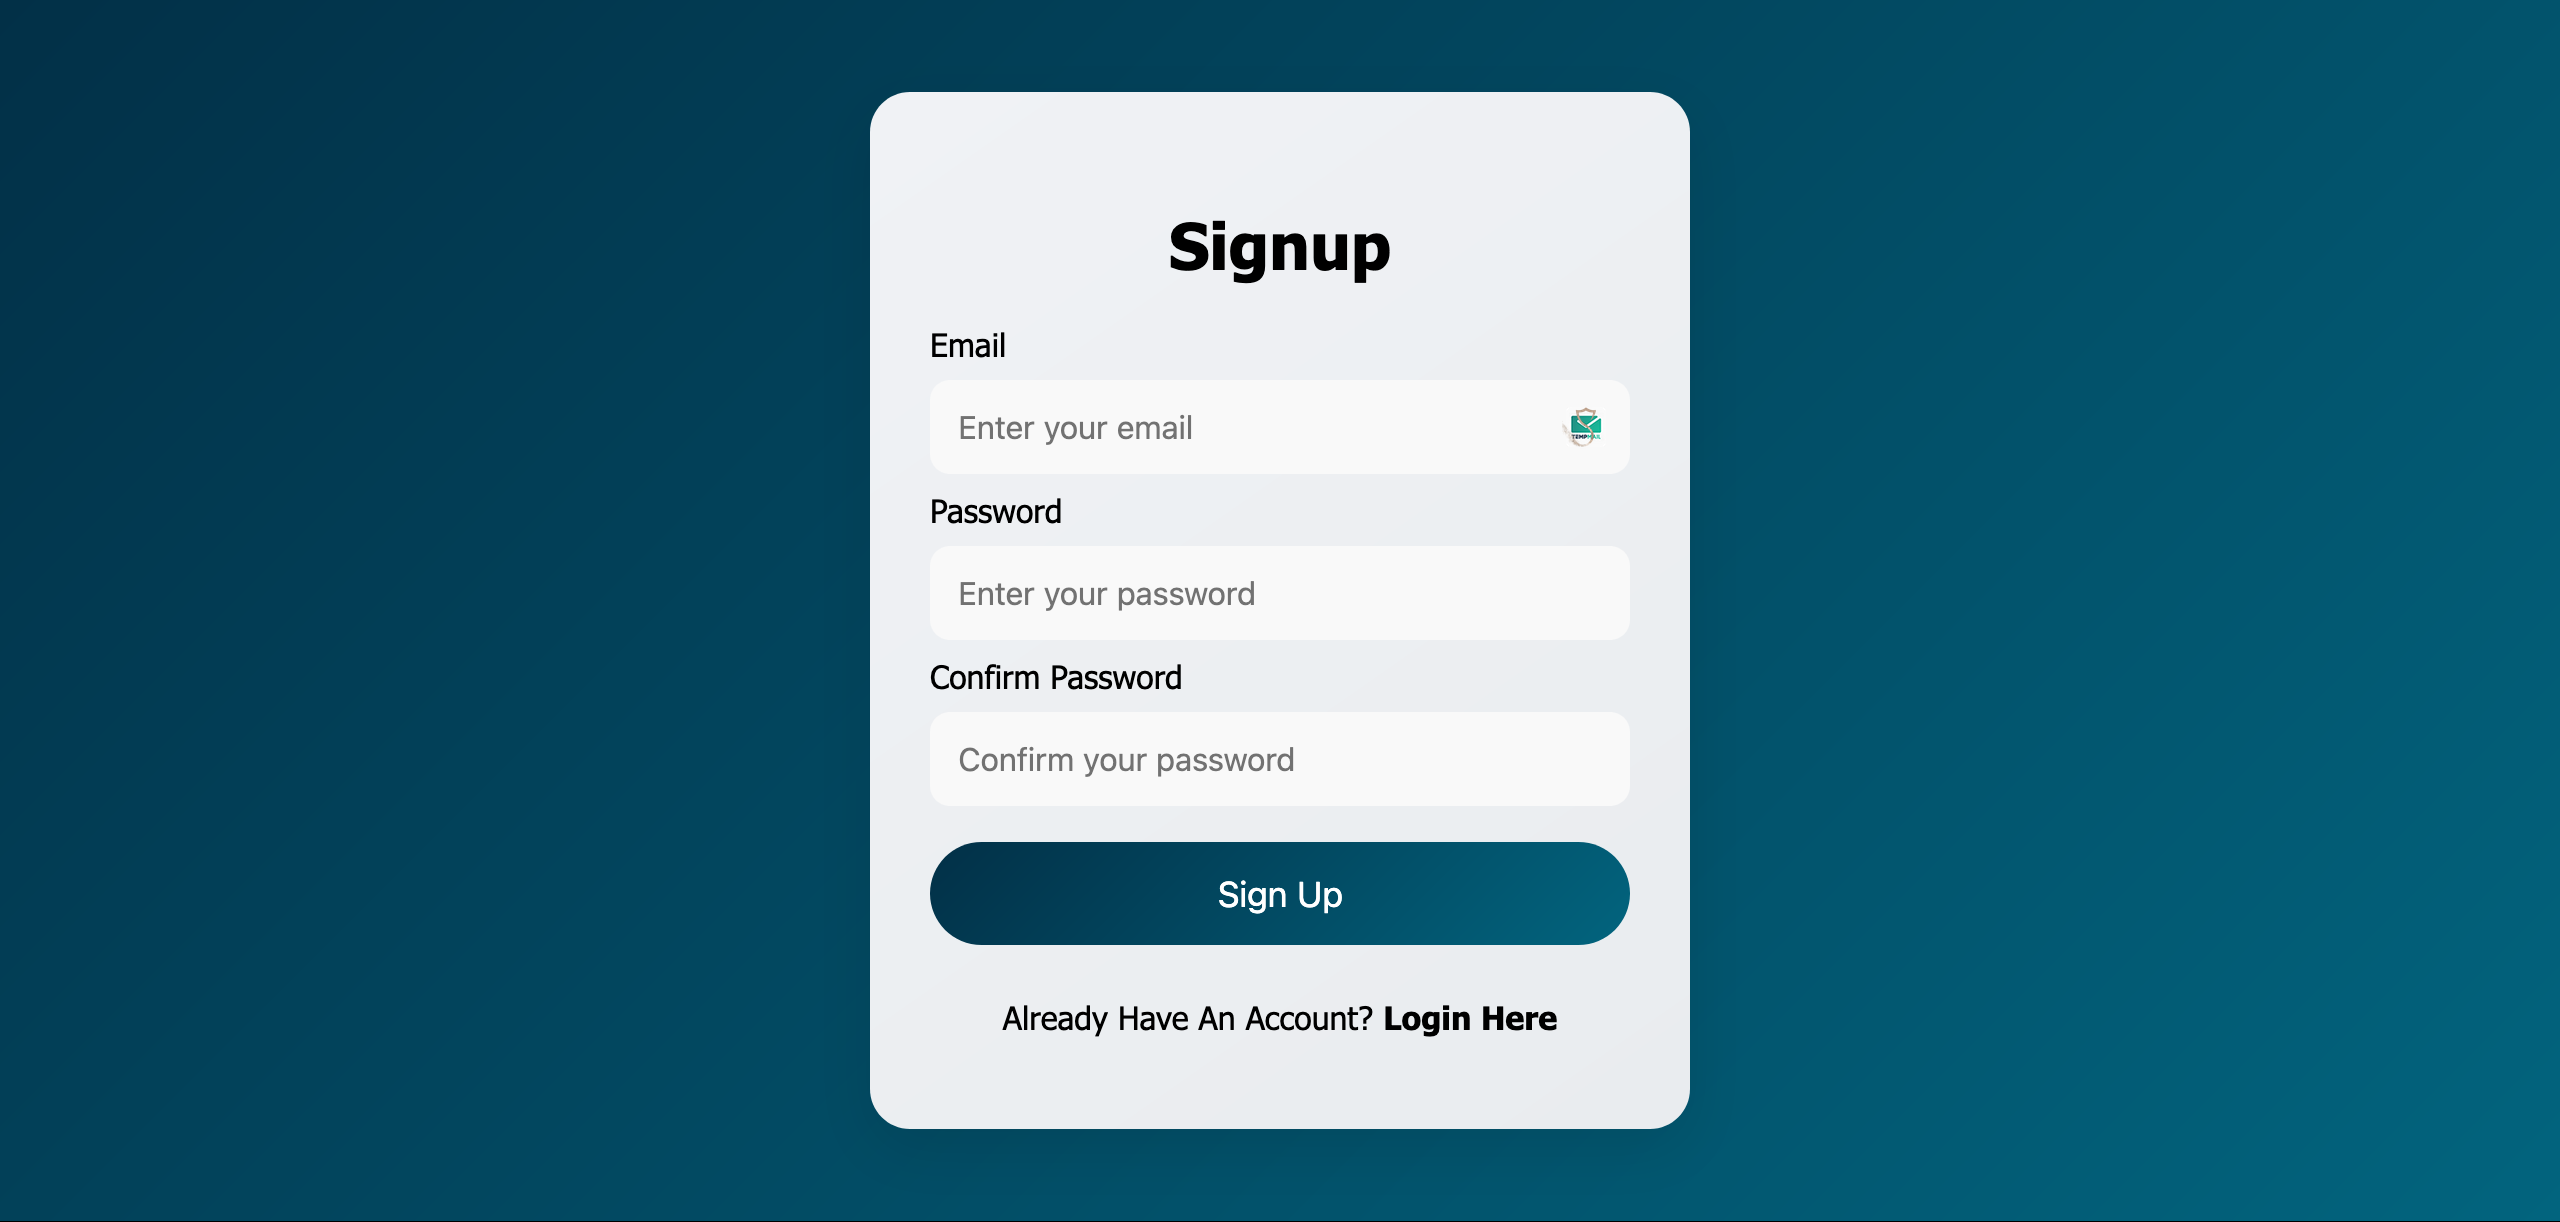 Signup
Email
Enter your email
TEMPMAIL
Password
Enter your password
Confirm Password
Confirm your password
Sign Up
Already Have An Account? Login Here